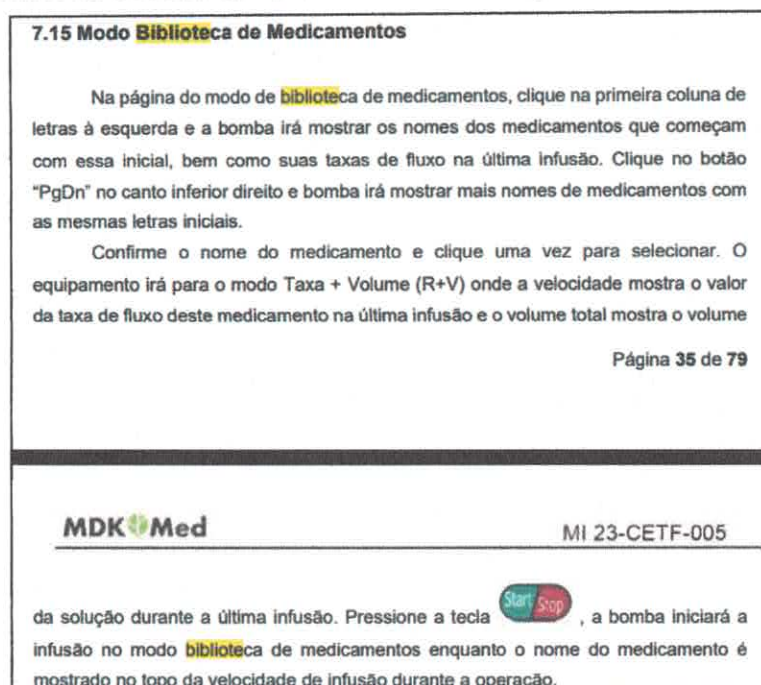 7.15 Modo Biblioteca de Medicamentos
Na página do modo de biblioteca de medicamentos, clique na primeira coluna de
letras à esquerda e a bomba irá mostrar os nomes dos medicamentos que começam
com essa inicial, bem como suas taxas de fluxo na última infusão. Clique no botão
“PgDn” no canto inferior direito e bomba irá mostrar mais nomes de medicamentos com
as mesmas letras iniciais.
Confirme o nome do medicamento e clique uma vez para selecionar. O
equipamento irá para o modo Taxa + Volume (R+V) onde a velocidade mostra o valor
da taxa de fluxo deste medicamento na última infusão e o volume total mostra o volume
Página 35 de 79
MDK Med
MI 23-CETF-005
da solução durante a última infusão. Pressione a tecla Start Stop , a bomba iniciará a
infusão no modo biblioteca de medicamentos enquanto o nome do medicamento é
mostrado no topo da velocidade de infusão durante a operação.